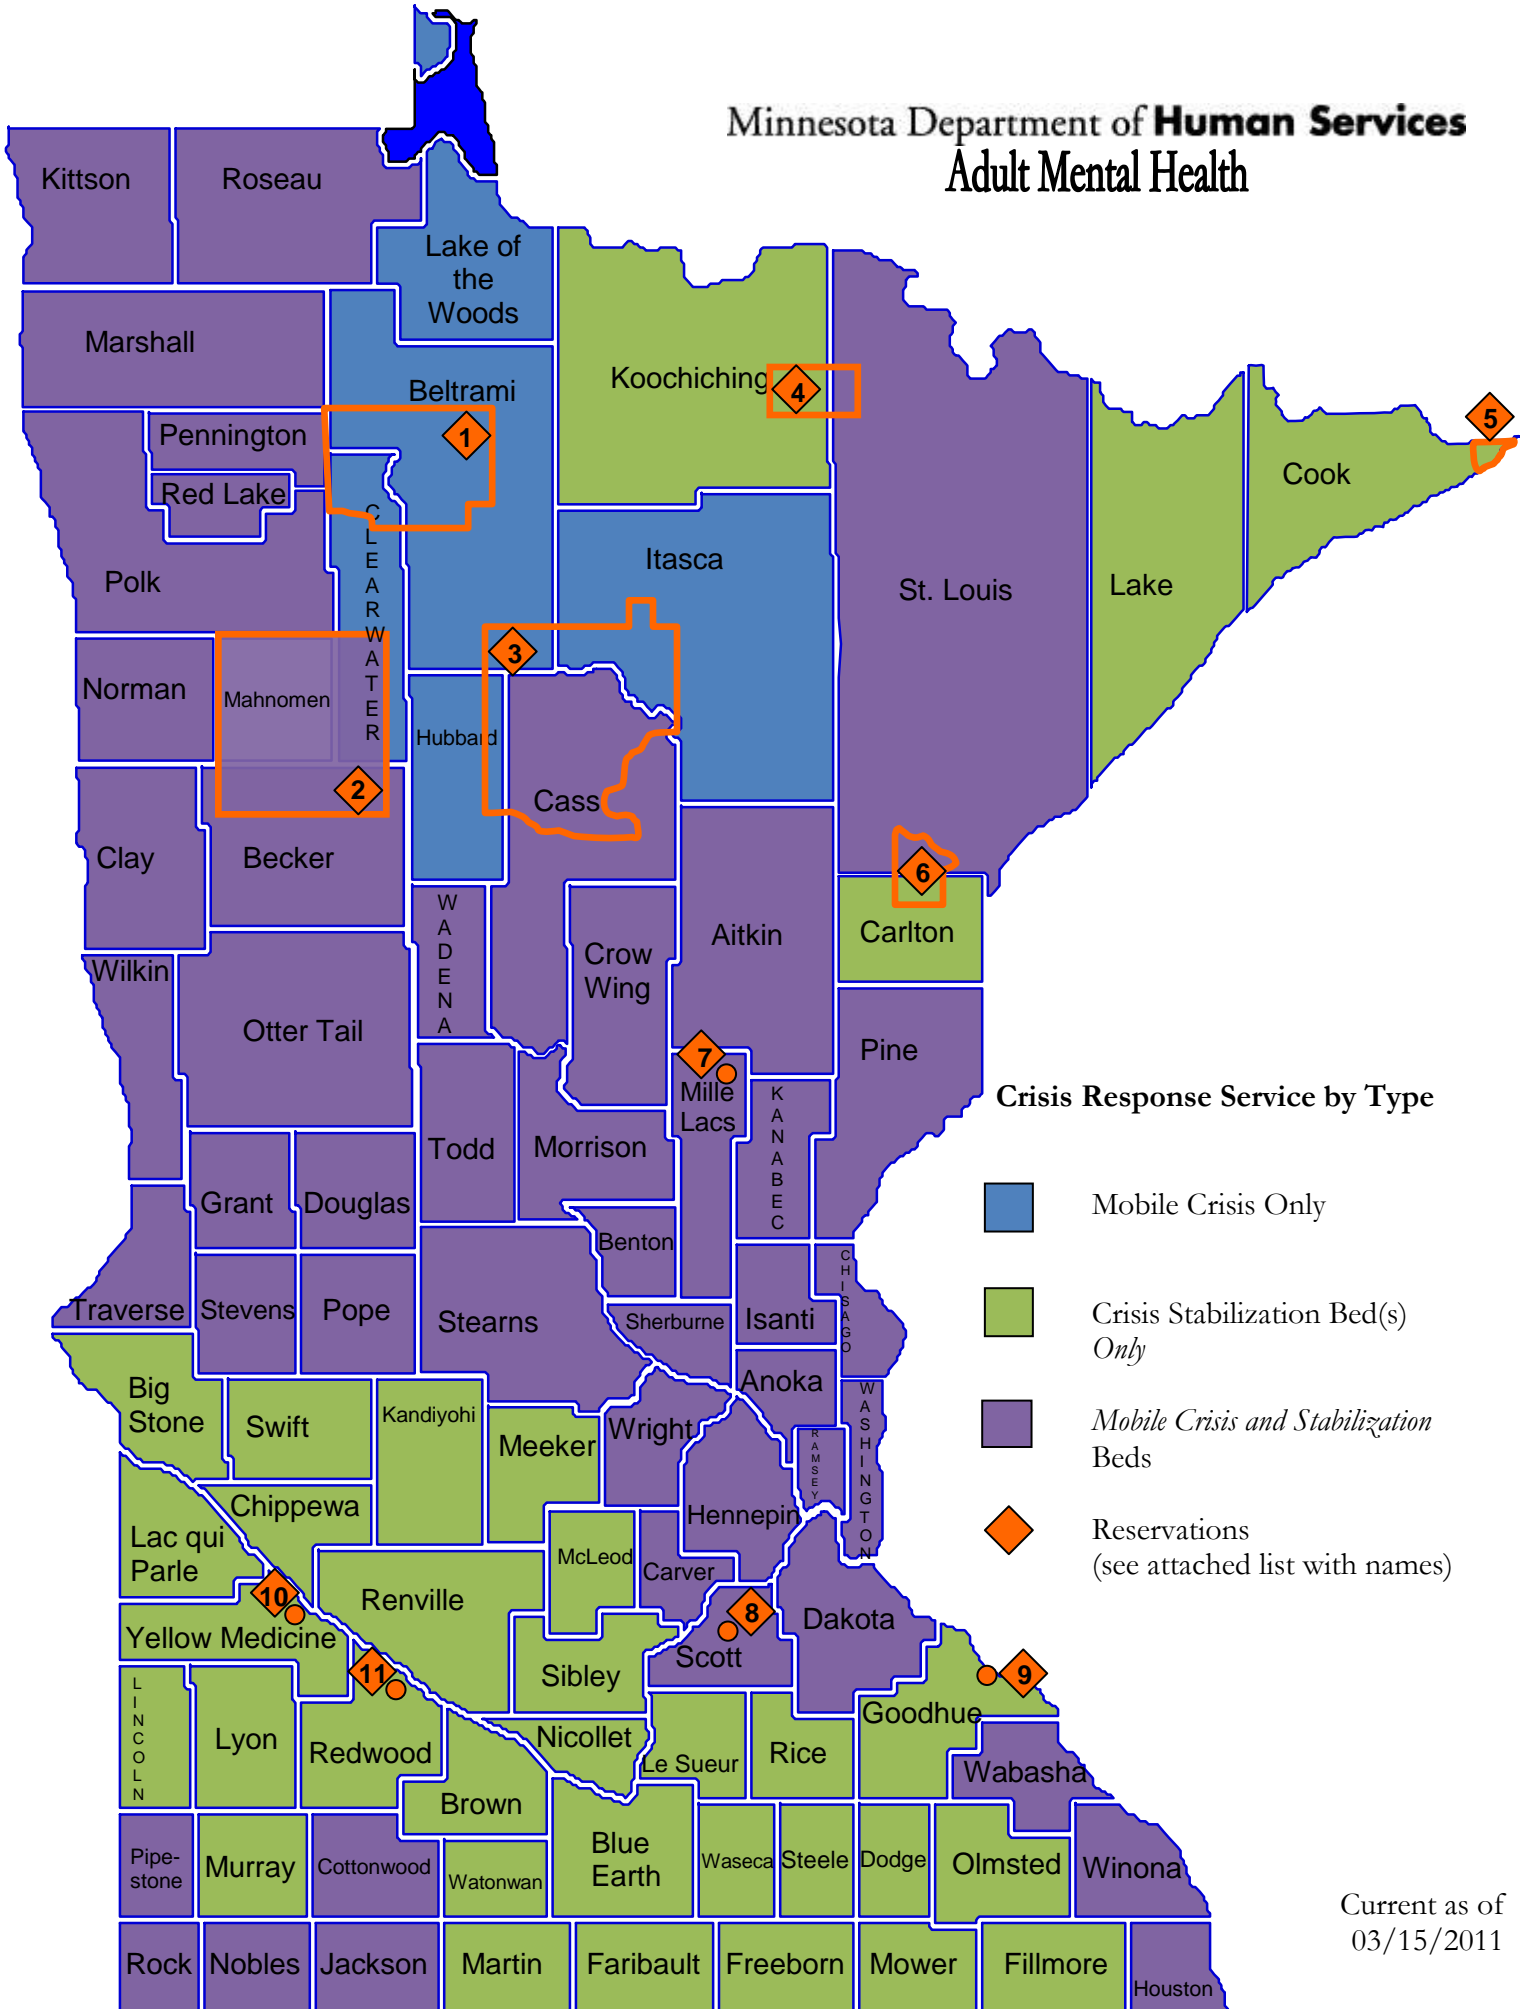 Minnesota Department of Human Services
Adult Mental Health
Kittson
Roseau
Lake of
the
Woods
Marshall
Beltrami
Koochiching
4
5
1
Pennington
Red Lake
Cook
CLEARWATER
Itasca
Polk
St. Louis
Lake
3
Norman
Mahnomen
Hubbard
2
Cass
Clay
Becker
6
WADENA
Aitkin
Carlton
Crow
Wing
Wilkin
Otter Tail
Pine
7
Mille
Lacs
KANABEC
Crisis Response Service by Type
Todd
Morrison
Grant
Douglas
Mobile Crisis Only
Benton
CHISAGO
Traverse
Stevens
Pope
Stearns
Sherburne
Isanti
Crisis Stabilization Bed(s)
Only
Big
Stone
Swift
Kandiyohi
Meeker
Wright
Anoka
WASHINGTON
RAMSEY
Mobile Crisis and Stabilization
Beds
Chippewa
Hennepin
Lac qui
Parle
McLeod
Carver
Reservations
(see attached list with names)
10
Renville
8
Dakota
Yellow Medicine
Scott
11
Sibley
9
LINCOLN
Lyon
Redwood
Nicollet
Le Sueur
Rice
Goodhue
Wabasha
Brown
Pipe-
stone
Murray
Cottonwood
Watonwan
Blue
Earth
Waseca
Steele
Dodge
Olmsted
Winona
Current as of
03/15/2011
Rock
Nobles
Jackson
Martin
Faribault
Freeborn
Mower
Fillmore
Houston